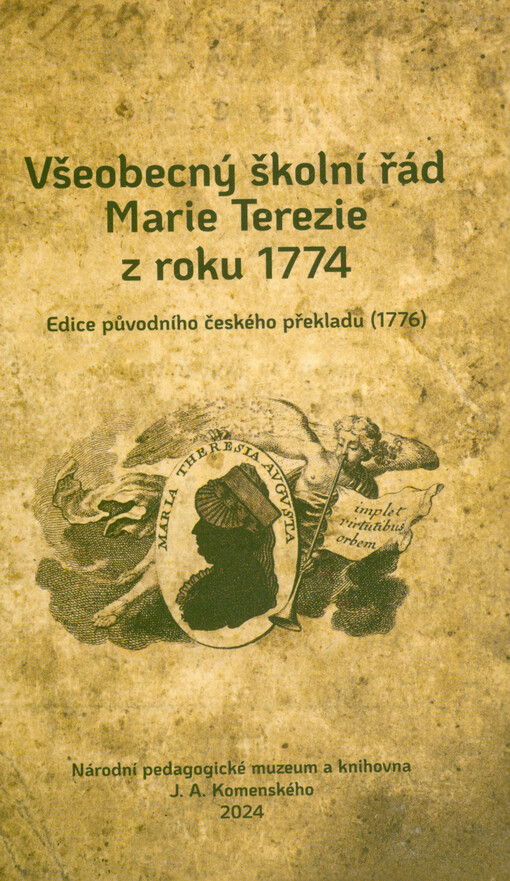 Všeobecný školní řád
Marie Terezie
z roku 1774
Edice původního českého překladu (1776)
MARIA THERESIA AVGVSTA
implet
virtutibus
orbem
Národní pedagogické muzeum a knihovna
J. A. Komenského
2024